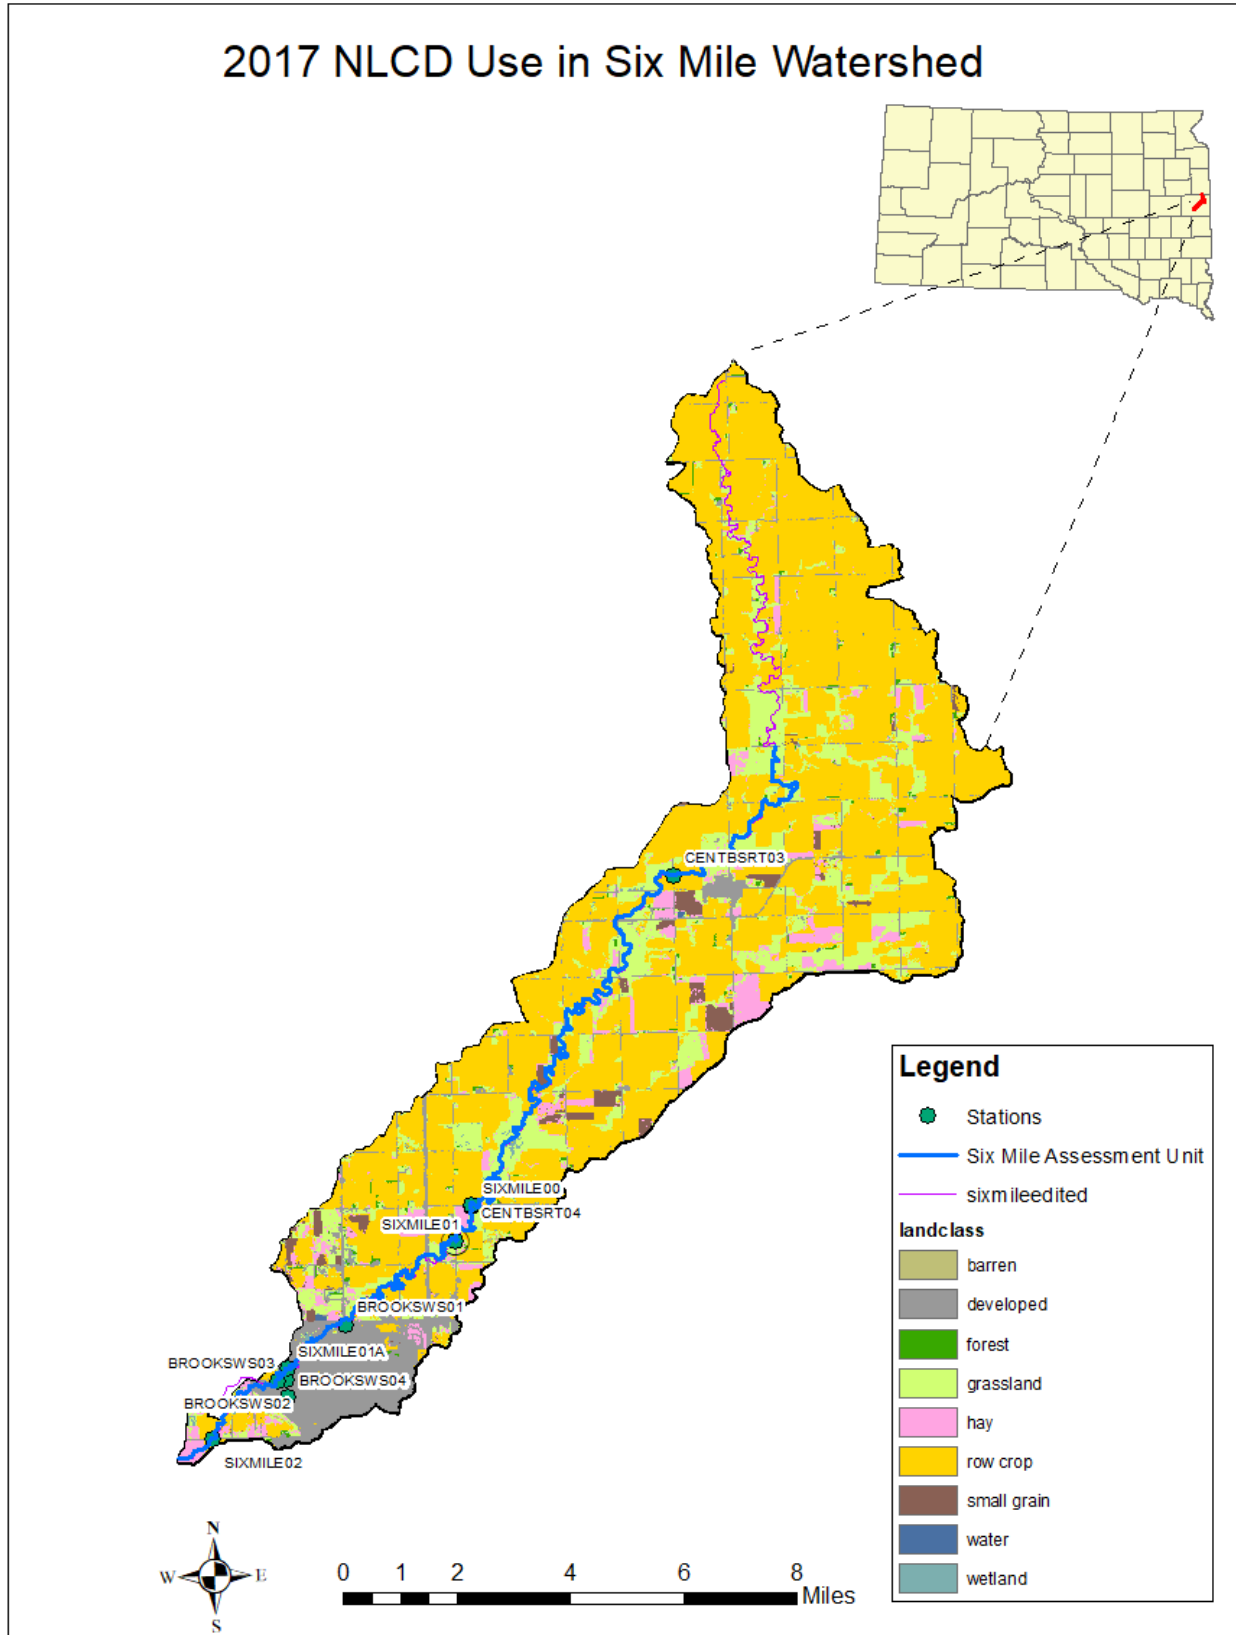 2017 NLCD Use in Six Mile Watershed
CENTBSRT03
SIXMILE00
CENTBSRT04
SIXMILE01
BROOKSWS01
SIXMILE01A
BROOKSWS03
BROOKSWS04
BROOKSWS02
SIXMILE02
Legend
Stations
Six Mile Assessment Unit
sixmileedited
landclass
barren
developed
forest
grassland
hay
row crop
small grain
water
wetland
N
W E
S
0 1 2 4 6 8
Miles